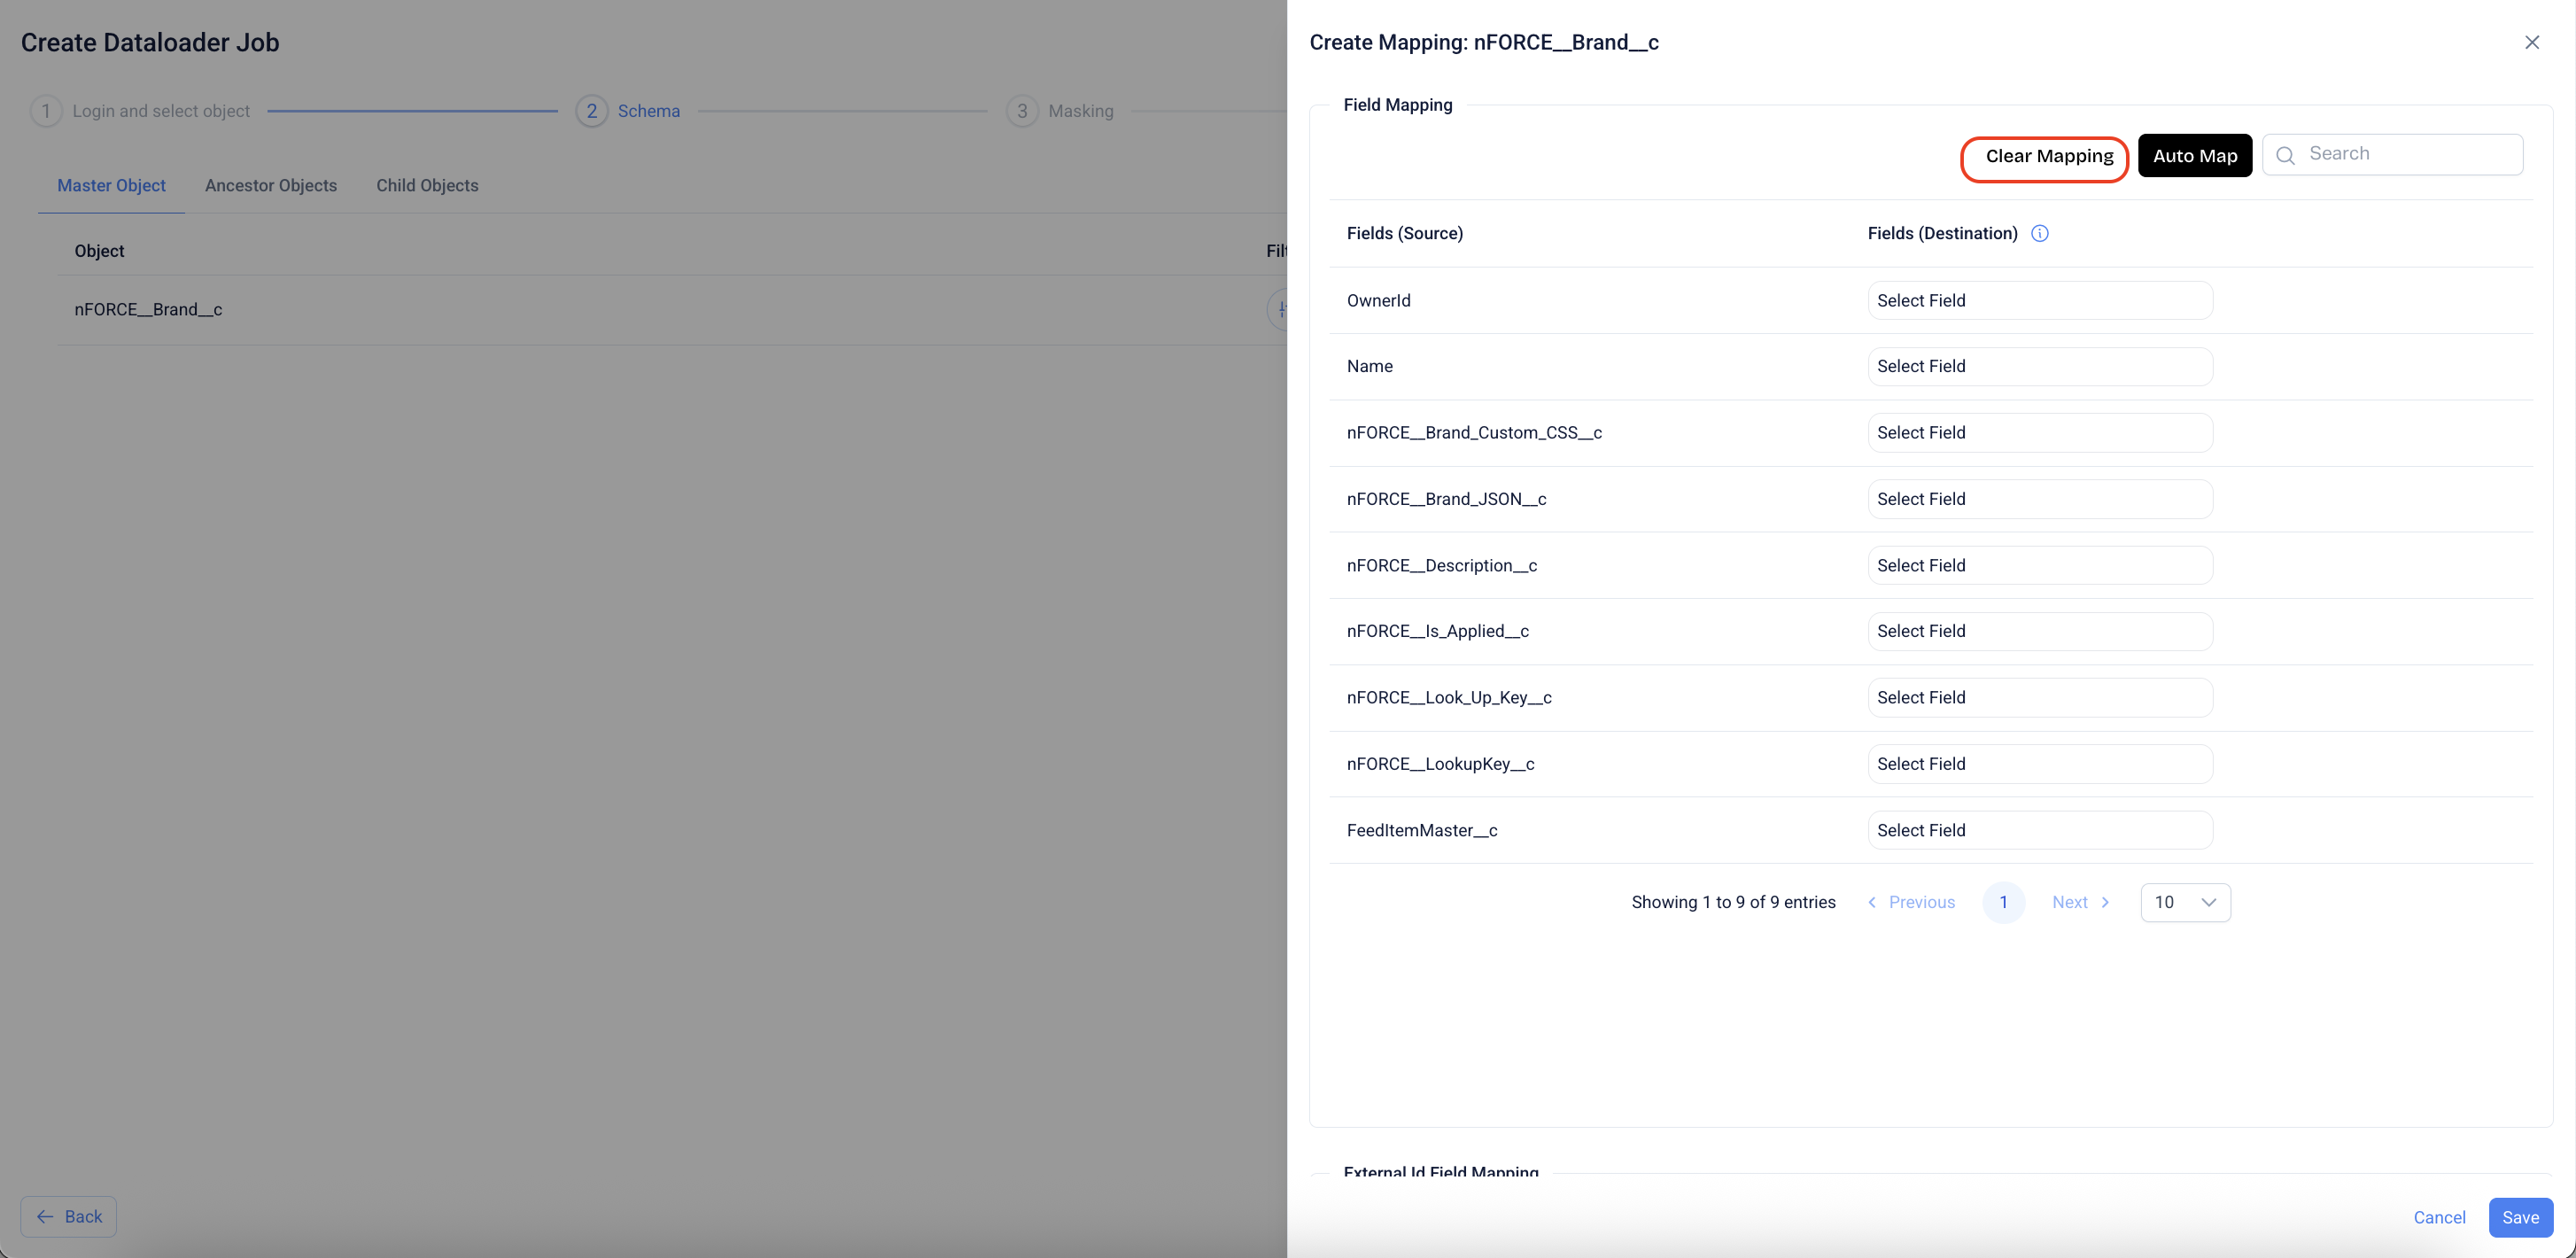 Create Dataloader Job
1 Login and select object
2 Schema
3 Masking
Master Object
Ancestor Objects
Child Objects
Object
nFORCE__Brand__c
Back
Create Mapping: nFORCE__Brand__c
Field Mapping
Clear Mapping
Auto Map
Search
Fields (Source) Fields (Destination)
OwnerId Select Field
Name Select Field
nFORCE__Brand_Custom_CSS__c Select Field
nFORCE__Brand_JSON__c Select Field
nFORCE__Description__c Select Field
nFORCE__Is_Applied__c Select Field
nFORCE__Look_Up_Key__c Select Field
nFORCE__LookupKey__c Select Field
FeedItemMaster__c Select Field
Showing 1 to 9 of 9 entries Previous 1 Next 10
External Id Field Mapping
Cancel Save